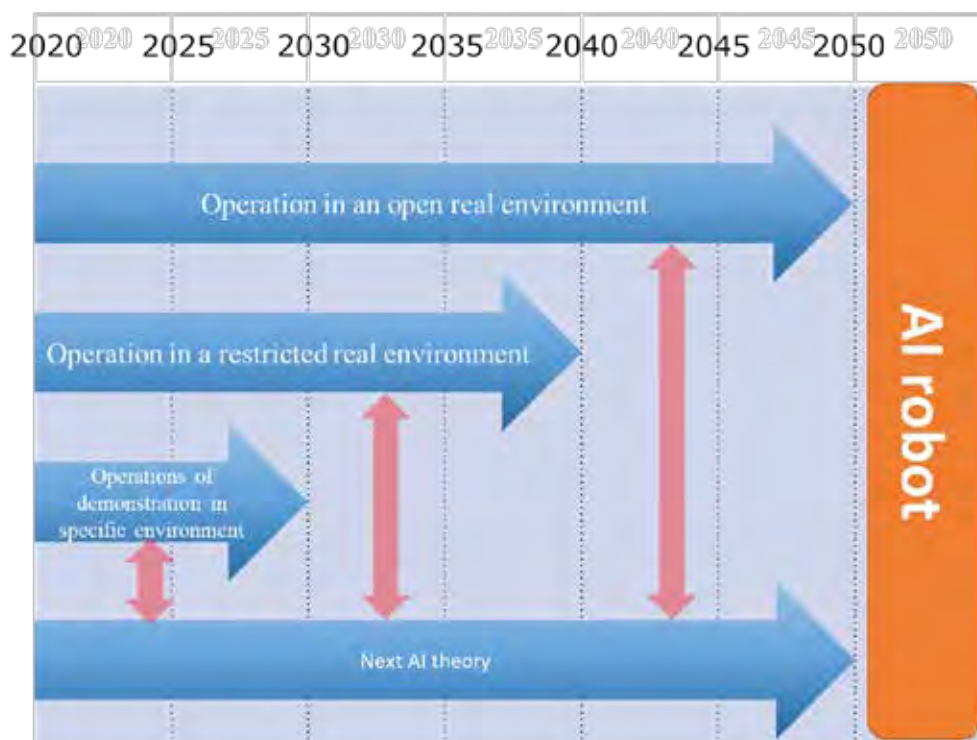 2020 2020 2025 2025 2030 2030 2035 2035 2040 2040 2045 2045 2050 2050
Operation in an open real environment
Operation in a restricted real environment
Operations of
demonstration in
specific environment
Next AI theory
AI robot